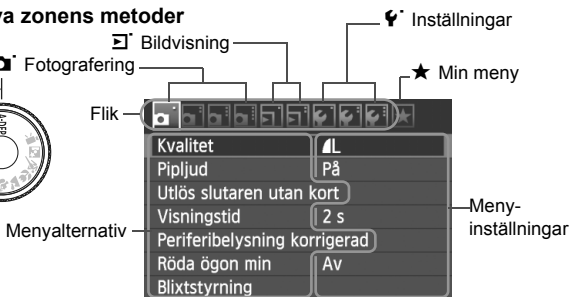 va zonens metoder
Inställningar
Bildvisning
Fotografering
★ Min meny
Flik
A-DEP
Kvalitet L
Pipljud På
Utlös slutaren utan kort
Visningstid 2 s
Meny-
inställningar
Menyalternativ
Periferibelysning korrigerad
Röda ögon min Av
Blixtstyrning